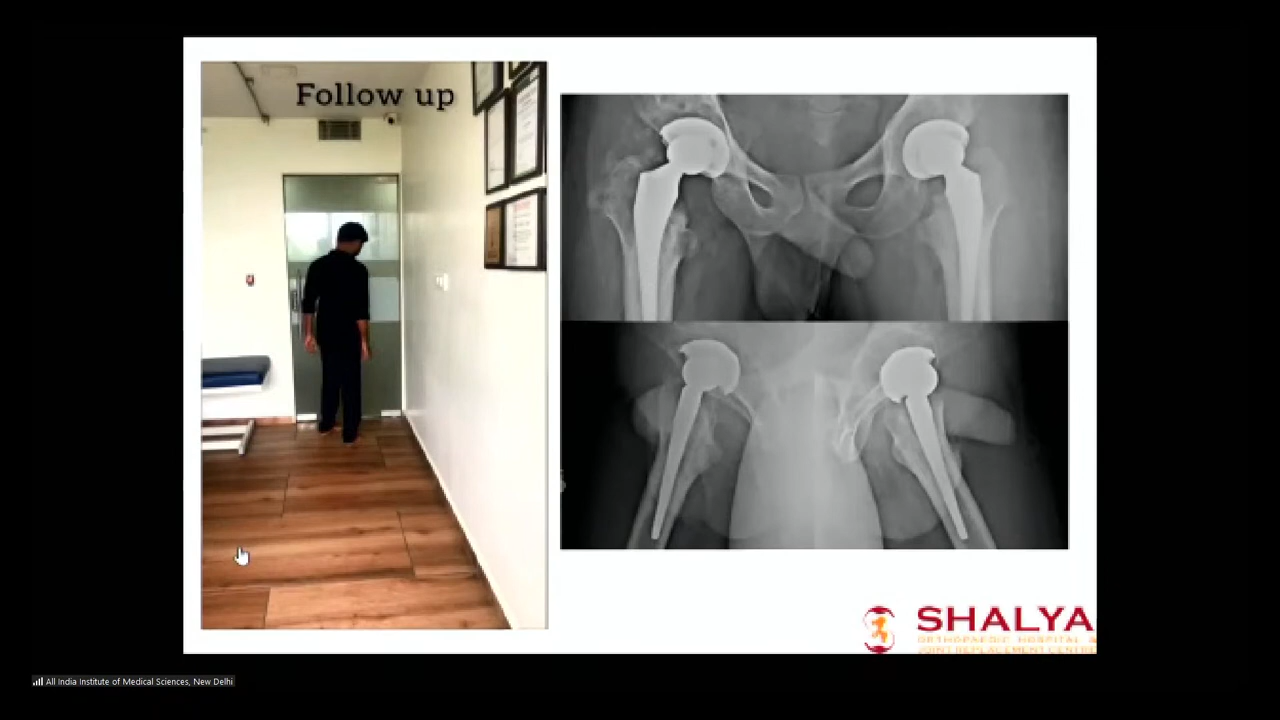 Follow up
SHALYA
ORTHOPAEDIC HOSPITAL &
JOINT REPLACEMENT CENTRE
All India Institute of Medical Sciences, New Delhi